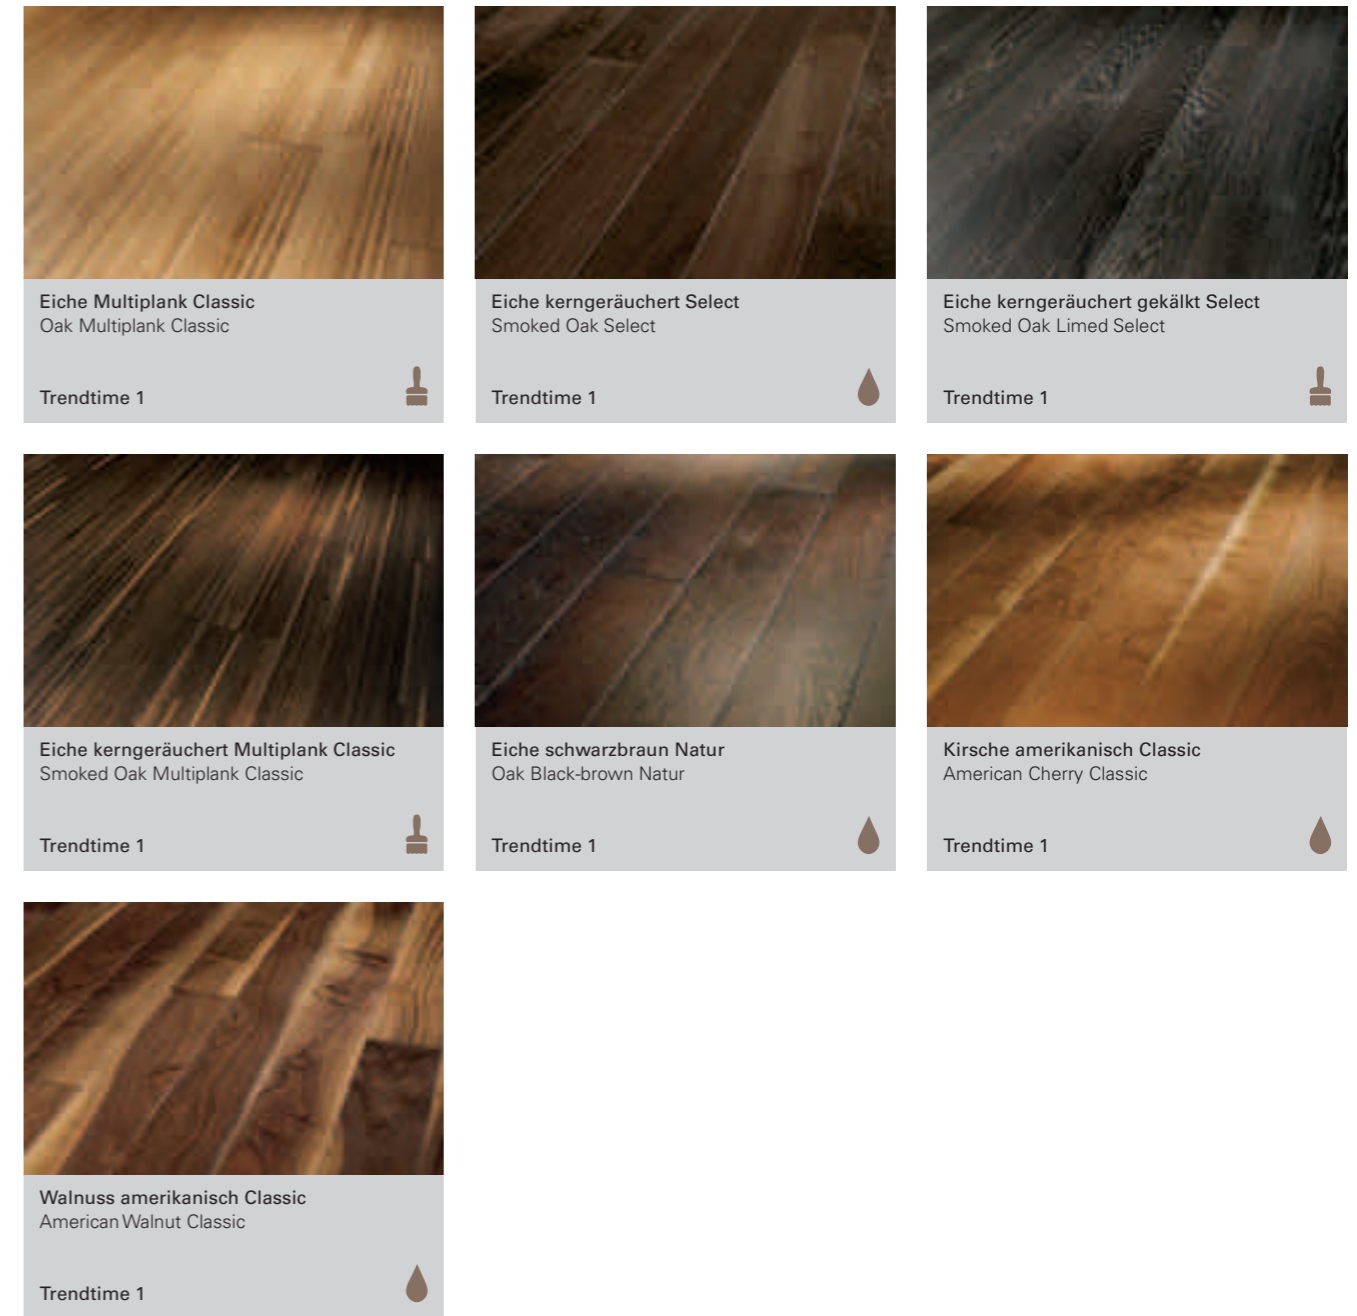 Eiche Multiplank Classic
Oak Multiplank Classic
Trendtime 1
Eiche kerngeräuchert Select
Smoked Oak Select
Trendtime 1
Eiche kerngeräuchert gekälkt Select
Smoked Oak Limed Select
Trendtime 1
Eiche kerngeräuchert Multiplank Classic
Smoked Oak Multiplank Classic
Trendtime 1
Eiche schwarzbraun Natur
Oak Black-brown Natur
Trendtime 1
Kirsche amerikanisch Classic
American Cherry Classic
Trendtime 1
Walnuss amerikanisch Classic
American Walnut Classic
Trendtime 1